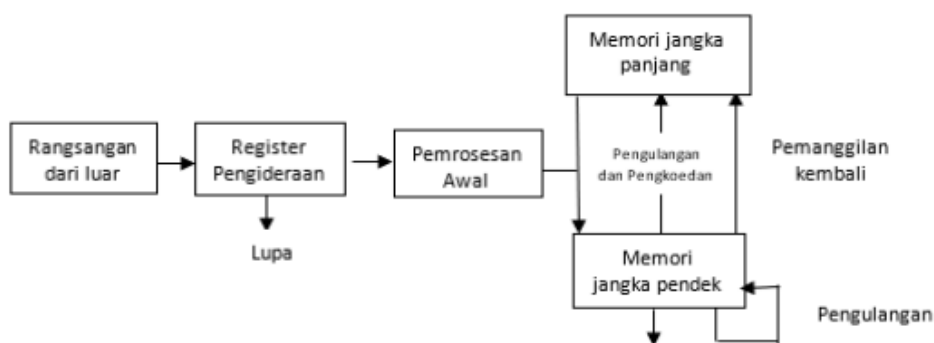 Memori jangka
panjang
Rangsangan
dari luar
Register
Pengideraan
Pemrosesan
Awal
Pengulangan
dan Pengkoedan
Pemanggilan
kembali
Lupa
Memori
jangka pendek
Pengulangan